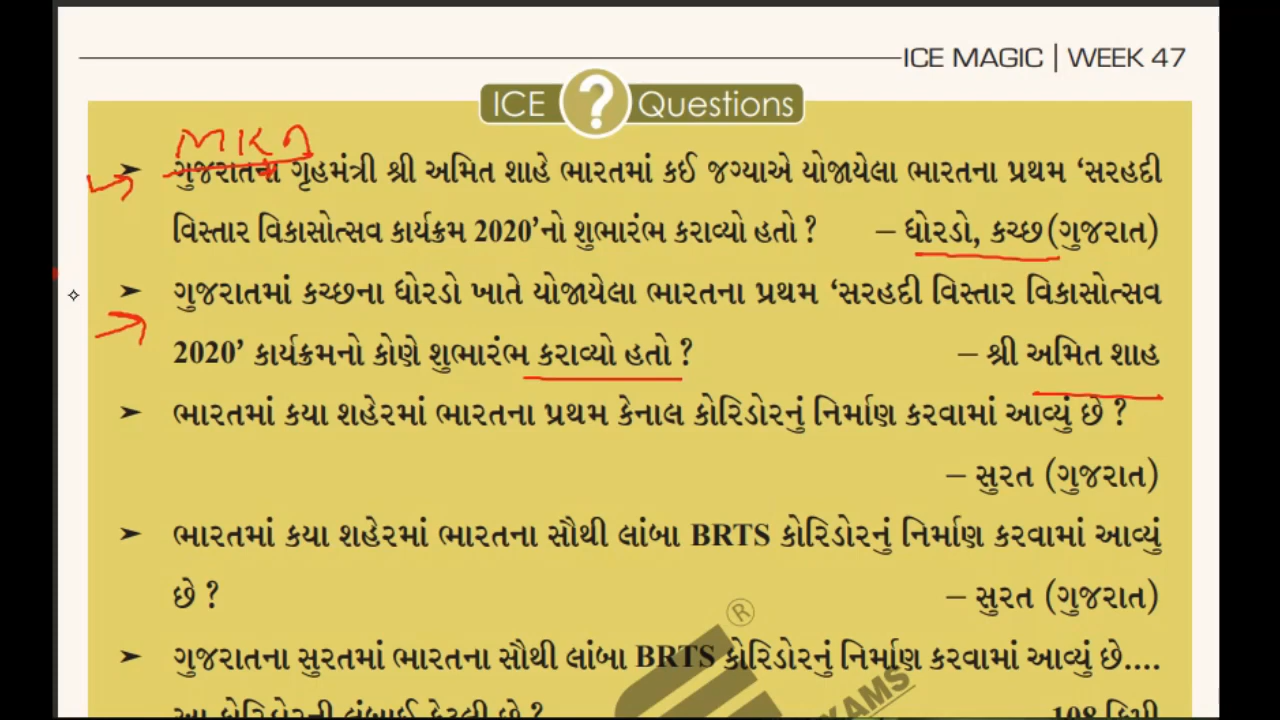 ICE MAGIC | WEEK 47
ICE ? Questions
MKA
➤ ગુજરાતના ગૃહમંત્રી શ્રી અમિત શાહે ભારતમાં કઈ જગ્યાએ યોજાયેલા ભારતના પ્રથમ ‘સરહદી
વિસ્તાર વિકાસોત્સવ કાર્યક્રમ 2020’નો શુભારંભ કરાવ્યો હતો ? – ધોરડો, કચ્છ(ગુજરાત)
➤ ગુજરાતમાં કચ્છના ધોરડો ખાતે યોજાયેલા ભારતના પ્રથમ ‘સરહદી વિસ્તાર વિકાસોત્સવ
2020’ કાર્યક્રમનો કોણે શુભારંભ કરાવ્યો હતો ? – શ્રી અમિત શાહ
➤ ભારતમાં કયા શહેરમાં ભારતના પ્રથમ કેનાલ કોરિડોરનું નિર્માણ કરવામાં આવ્યું છે ?
– સુરત (ગુજરાત)
➤ ભારતમાં કયા શહેરમાં ભારતના સૌથી લાંબા BRTS કોરિડોરનું નિર્માણ કરવામાં આવ્યું
છે ? – સુરત (ગુજરાત)
➤ ગુજરાતના સુરતમાં ભારતના સૌથી લાંબા BRTS કોરિડોરનું નિર્માણ કરવામાં આવ્યું છે....
આ કોરિડોરની લંબાઈ કેટલી છે ? 108 કિમી